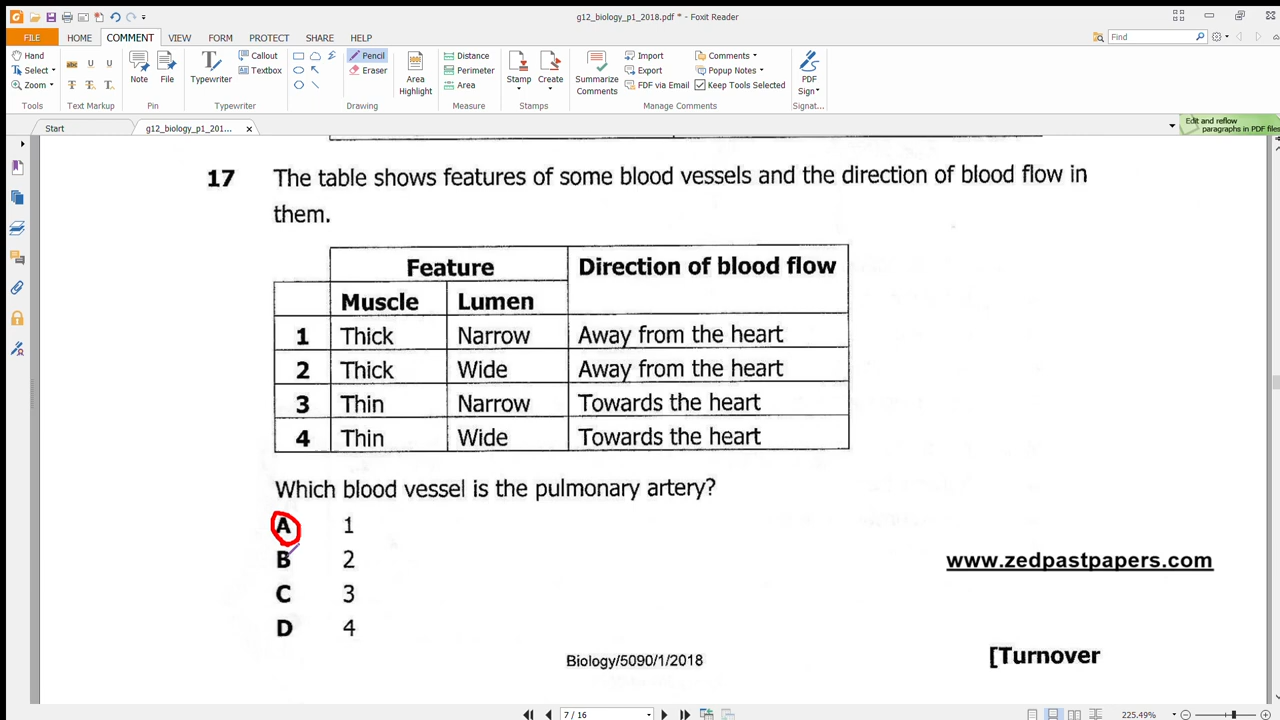 g12_biology_p1_2018.pdf * - Foxit Reader
FILE HOME COMMENT VIEW FORM PROTECT SHARE HELP Find
Hand Callout Pencil Distance Import Comments
Select Textbox Eraser Perimeter Export Popup Notes
Zoom Note File Typewriter Area Highlight Area Stamp Create Summarize Comments FDF via Email Keep Tools Selected PDF Sign
Tools Text Markup Pin Typewriter Drawing Measure Stamps Manage Comments Signat...
Start g12_biology_p1_201... Edit and reflow
paragraphs in PDF files
17 The table shows features of some blood vessels and the direction of blood flow in
them.
Feature Direction of blood flow
Muscle Lumen
1 Thick Narrow Away from the heart
2 Thick Wide Away from the heart
3 Thin Narrow Towards the heart
4 Thin Wide Towards the heart
Which blood vessel is the pulmonary artery?
A 1
B 2
www.zedpastpapers.com
C 3
D 4
[Turnover
Biology/5090/1/2018
7 / 16 225.49%